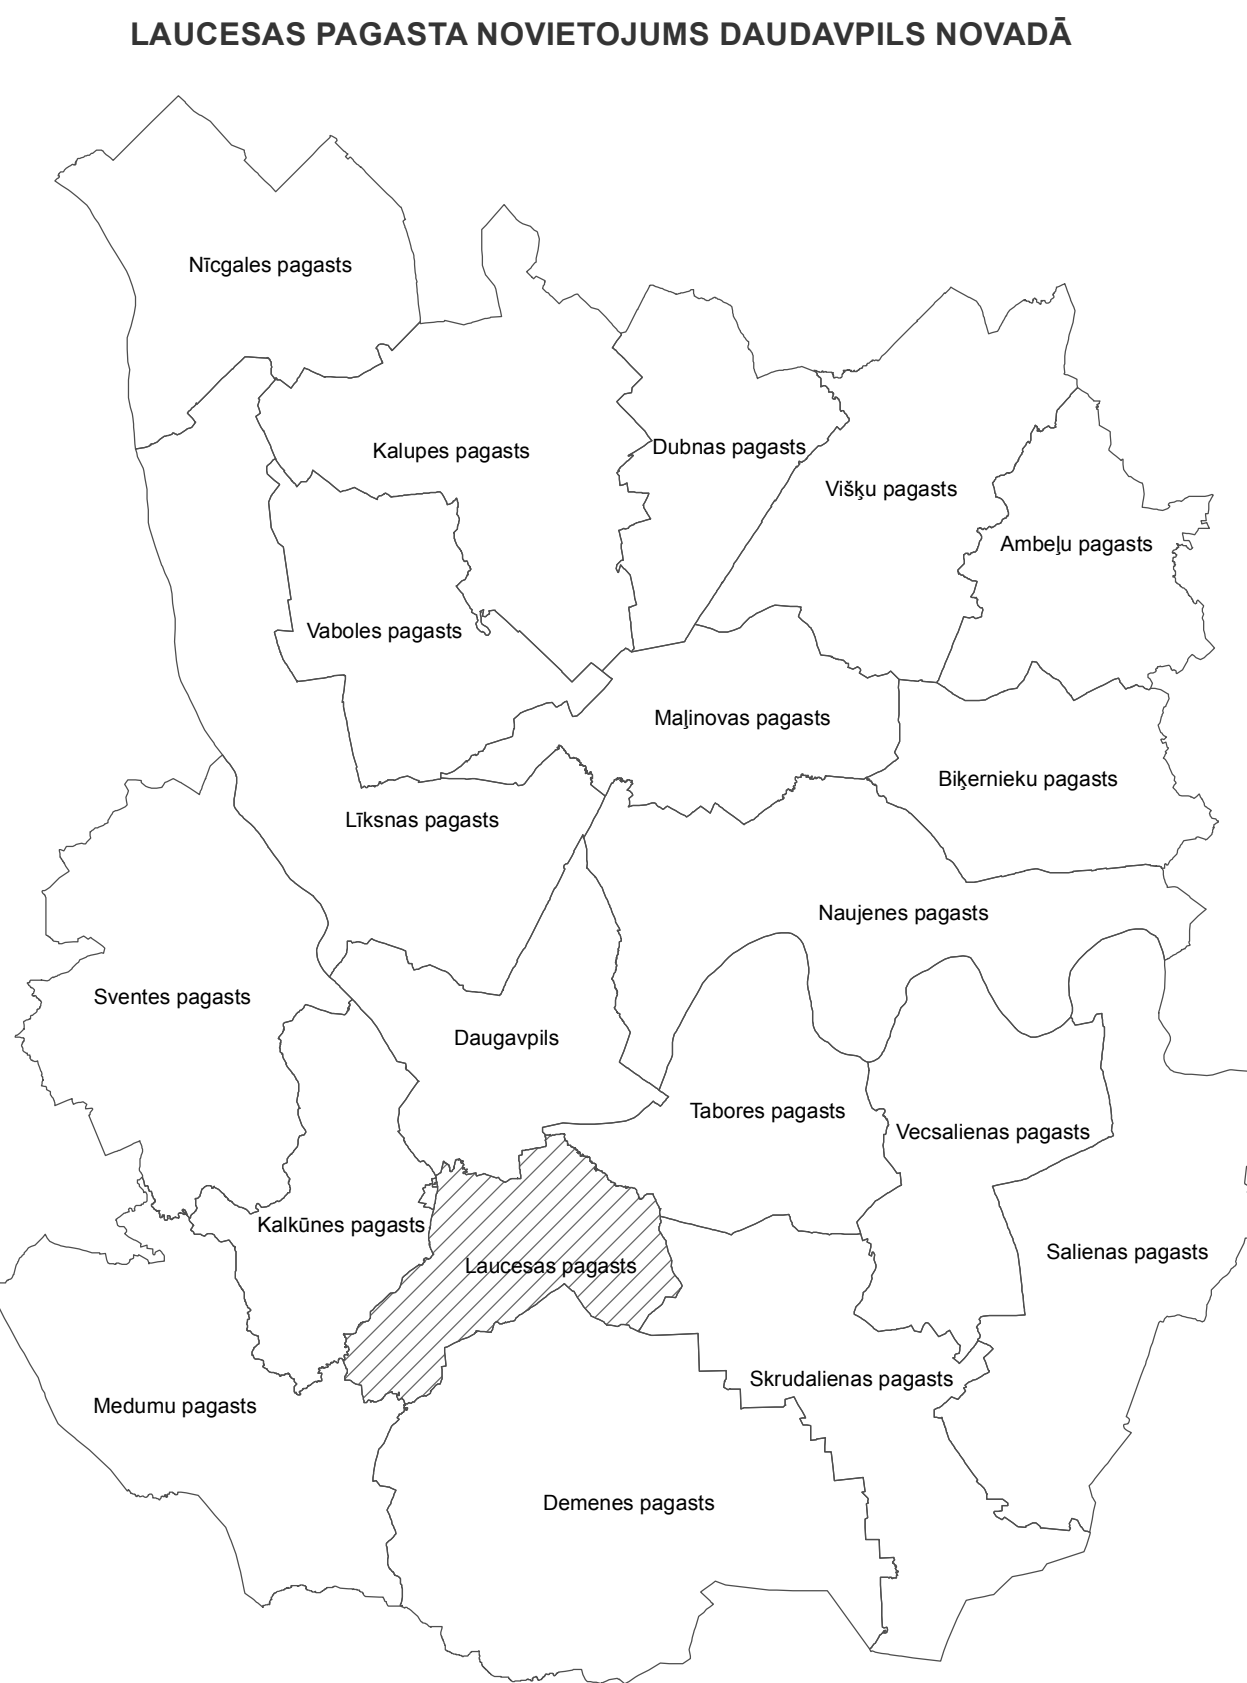 LAUCESAS PAGASTA NOVIETOJUMS DAUDAVPILS NOVADĀ
Nīcgales pagasts
Kalupes pagasts
Dubnas pagasts
Višķu pagasts
Ambeļu pagasts
Vaboles pagasts
Maļinovas pagasts
Biķernieku pagasts
Līksnas pagasts
Naujenes pagasts
Sventes pagasts
Daugavpils
Tabores pagasts
Vecsalienas pagasts
Kalkūnes pagasts
Laucesas pagasts
Salienas pagasts
Skrudalienas pagasts
Medumu pagasts
Demenes pagasts